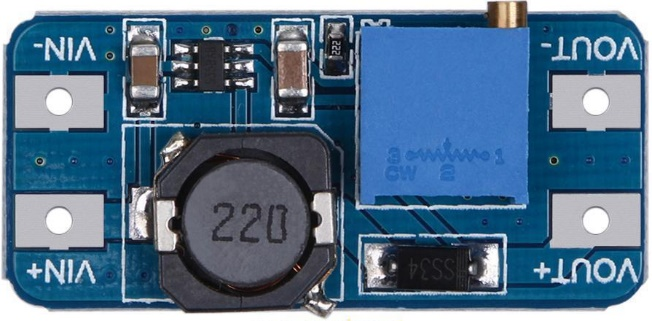 VIN-
VOUT-
222
3 1
CW 2
220
SS34
VIN+
VOUT+